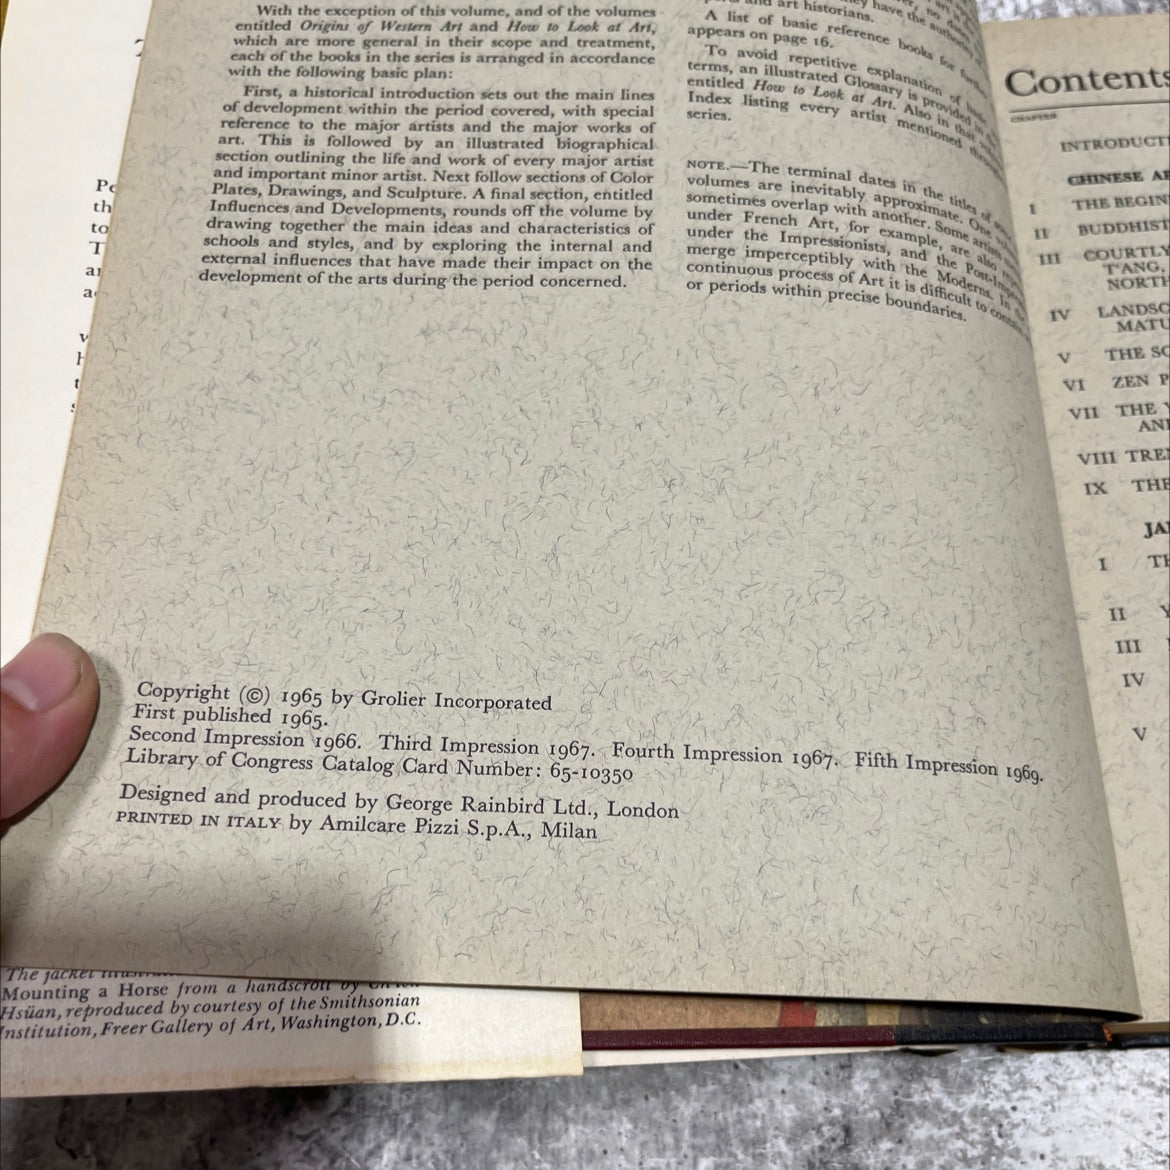 With the exception of this volume, and of the volumes
entitled Origins of Western Art and How to Look at Art,
which are more general in their scope and treatment,
each of the books in the series is arranged in accordance
with the following basic plan:
First, a historical introduction sets out the main lines
of development within the period covered, with special
reference to the major artists and the major works of
art. This is followed by an illustrated biographical
section outlining the life and work of every major artist
and important minor artist. Next follow sections of Color
Plates, Drawings, and Sculpture. A final section, entitled
Influences and Developments, rounds off the volume by
drawing together the main ideas and characteristics of
schools and styles, and by exploring the internal and
external influences that have made their impact on the
development of the arts during the period concerned.
and art historians.
A list of basic reference books for
appears on page 16.
To avoid repetitive explanation of
terms, an illustrated Glossary is provided in
entitled How to Look at Art. Also in that
Index listing every artist mentioned
series.
NOTE.—The terminal dates in the titles of
volumes are inevitably approximate. One
sometimes overlap with another. Some
under French Art, for example, are also
under the Impressionists, and the
merge imperceptibly with the Moderns. In
continuous process of Art it is difficult to
or periods within precise boundaries.
Copyright (©) 1965 by Grolier Incorporated
First published 1965.
Second Impression 1966. Third Impression 1967. Fourth Impression 1967. Fifth Impression 1969.
Library of Congress Catalog Card Number: 65-10350
Designed and produced by George Rainbird Ltd., London
PRINTED IN ITALY by Amilcare Pizzi S.p.A., Milan
The jacket
Mounting a Horse from a handscroll by
Hsüan, reproduced by courtesy of the Smithsonian
Institution, Freer Gallery of Art, Washington, D.C.
Contents
CHAPTER
INTRODUCTI
CHINESE AR
I THE BEGIN
II BUDDHIST
III COURTLY
T'ANG,
NORTH
IV LANDSC
MATU
V THE SO
VI ZEN P
VII THE Y
AND
VIII TREN
IX THE
JA
I TH
II Y
III
IV
V